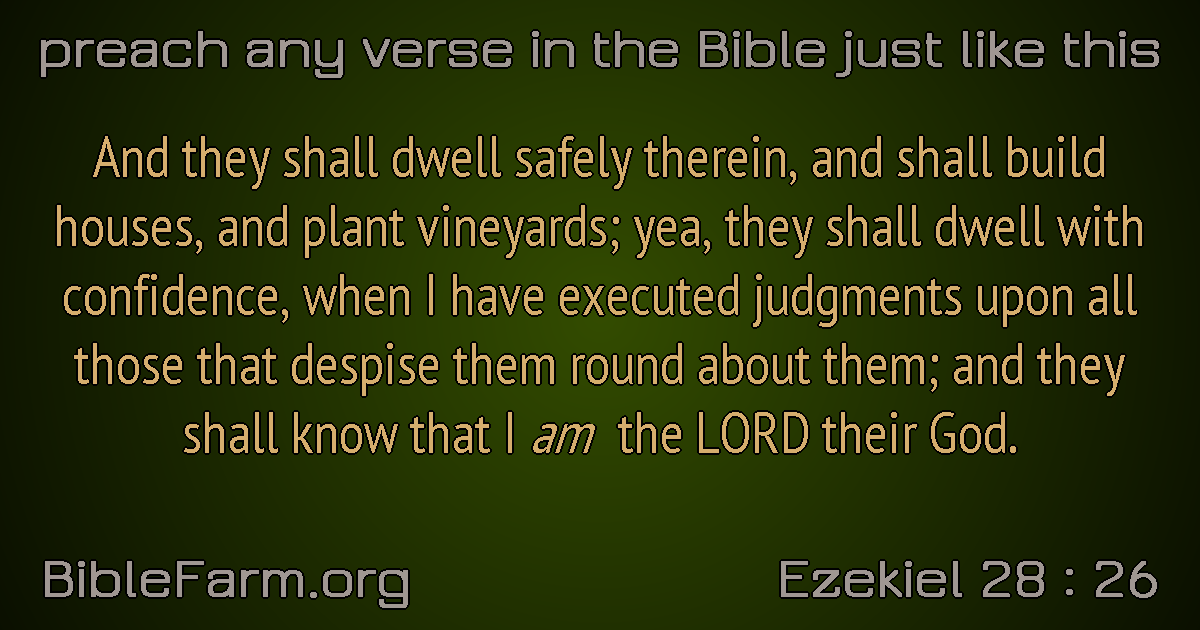 preach any verse in the Bible just like this
And they shall dwell safely therein, and shall build
houses, and plant vineyards; yea, they shall dwell with
confidence, when I have executed judgments upon all
those that despise them round about them; and they
shall know that I am the LORD their God.
BibleFarm.org
Ezekiel 28 : 26